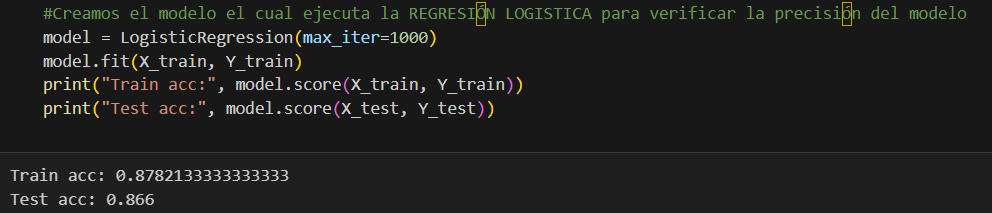 #Creamos el modelo el cual ejecuta la REGRESIÓN LOGISTICA para verificar la precisión del modelo
model = LogisticRegression(max_iter=1000)
model.fit(X_train, Y_train)
print("Train acc:", model.score(X_train, Y_train))
print("Test acc:", model.score(X_test, Y_test))
Train acc: 0.8782133333333333
Test acc: 0.866